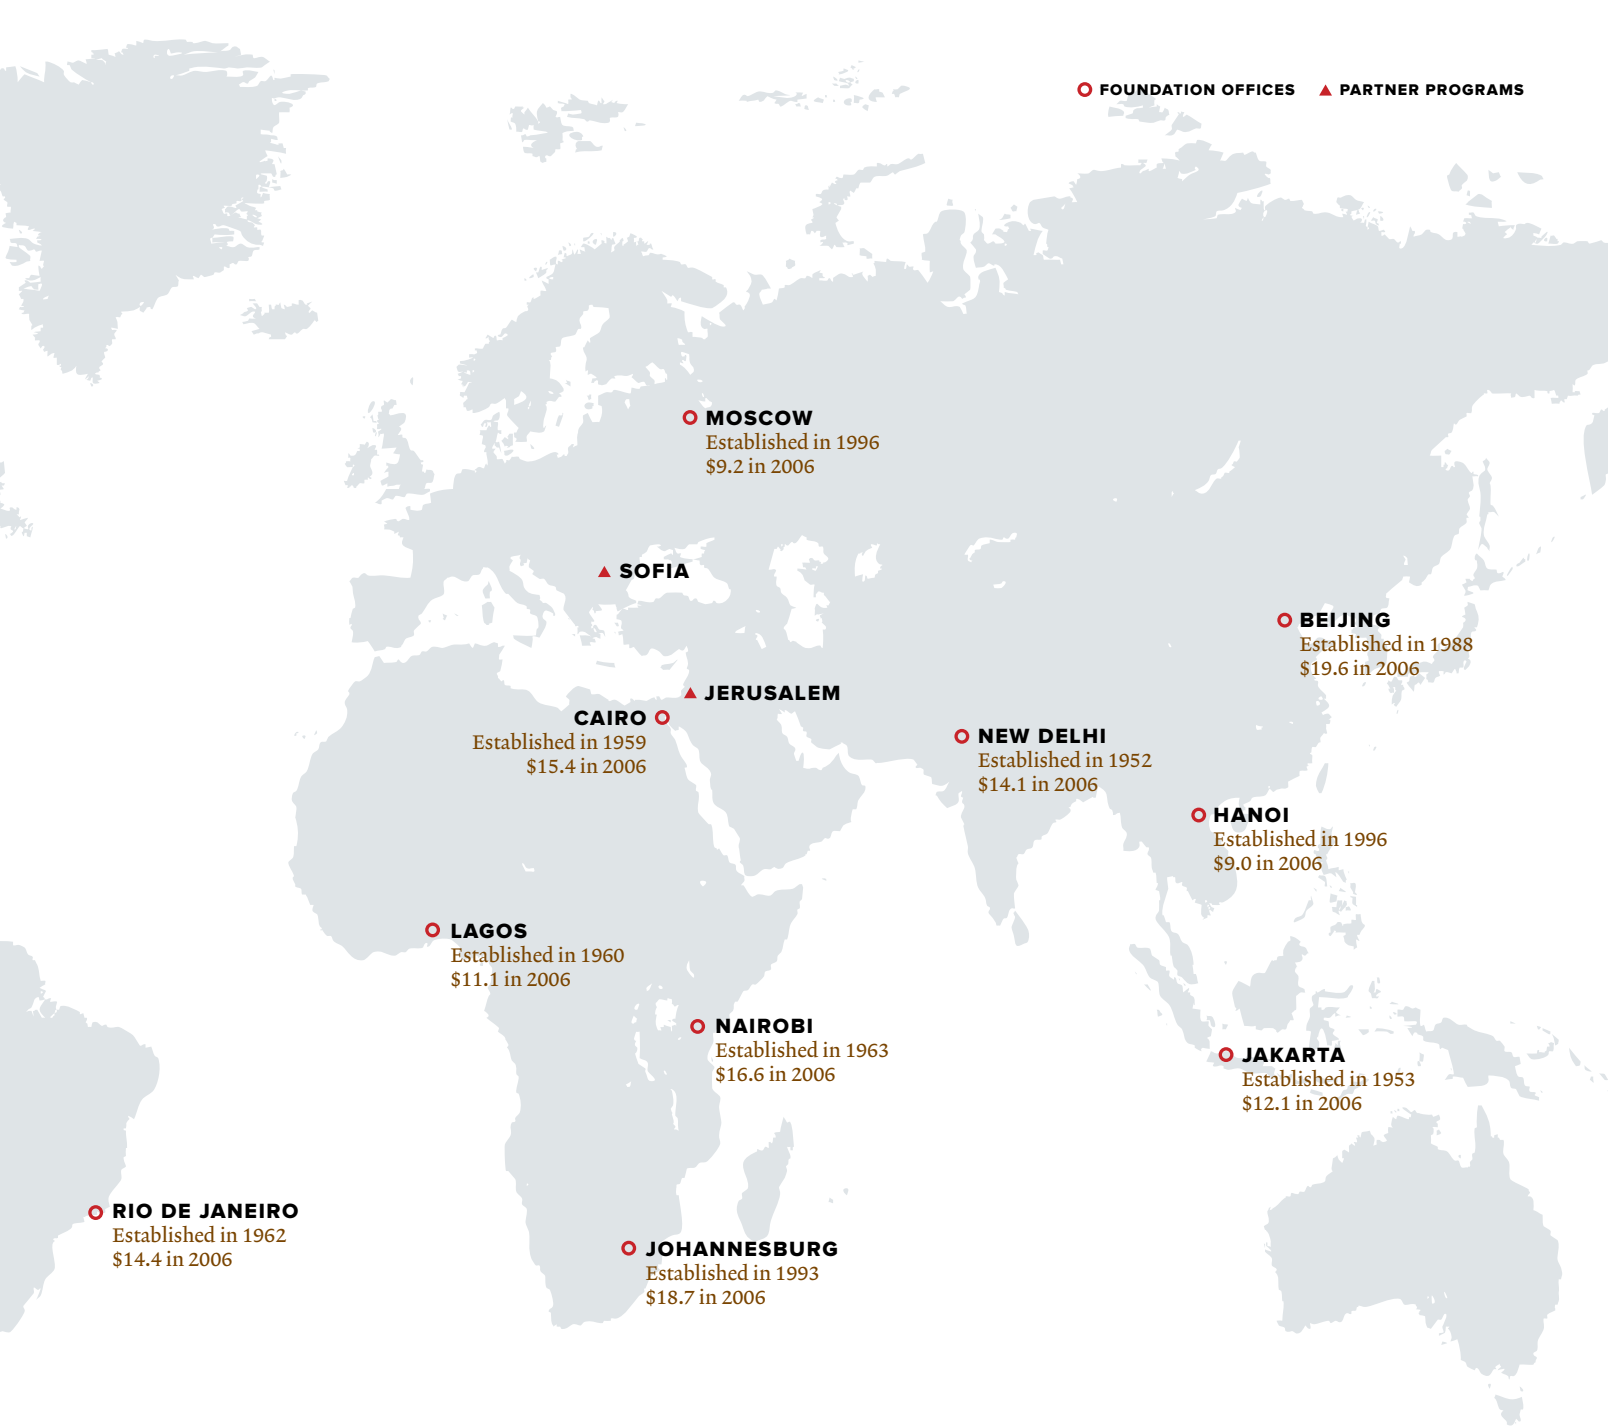 FOUNDATION OFFICES
PARTNER PROGRAMS
MOSCOW
Established in 1996
$9.2 in 2006
SOFIA
BEIJING
Established in 1988
$19.6 in 2006
JERUSALEM
CAIRO
Established in 1959
$15.4 in 2006
NEW DELHI
Established in 1952
$14.1 in 2006
HANOI
Established in 1996
$9.0 in 2006
LAGOS
Established in 1960
$11.1 in 2006
NAIROBI
Established in 1963
$16.6 in 2006
JAKARTA
Established in 1953
$12.1 in 2006
RIO DE JANEIRO
Established in 1962
$14.4 in 2006
JOHANNESBURG
Established in 1993
$18.7 in 2006